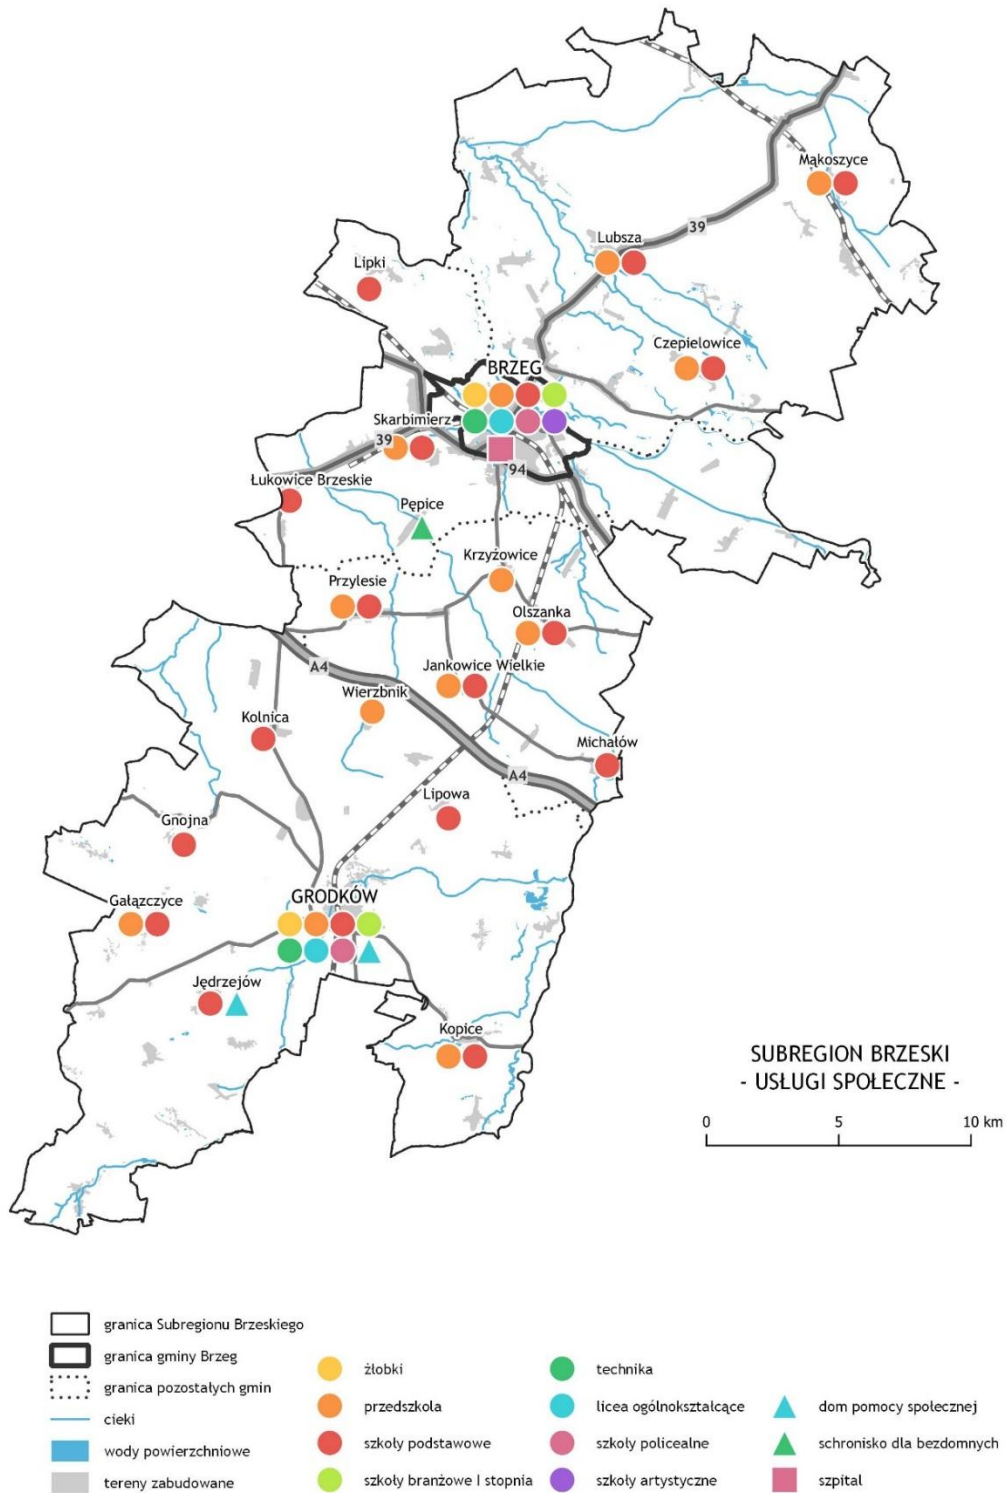 Mąkoszyce
39
Lubsza
Lipki
Czepielowice
BRZEG
Skarbimierz
39
94
Łukowice Brzeskie
Pępice
Krzyżowice
Przylesie
Olszanka
A4
Jankowice Wielkie
Wierzbnik
Kolnica
Michałów
A4
Lipowa
Gnojna
GRODKÓW
Gałązczyce
Jędrzejów
Kopice
SUBREGION BRZESKI
- USŁUGI SPOŁECZNE -
0 5 10 km
granica Subregionu Brzeskiego
granica gminy Brzeg
granica pozostałych gmin
cieki
wody powierzchniowe
tereny zabudowane
żłobki
przedszkola
szkoły podstawowe
szkoły branżowe I stopnia
technika
licea ogólnokształcące
szkoły policealne
szkoły artystyczne
dom pomocy społecznej
schronisko dla bezdomnych
szpital